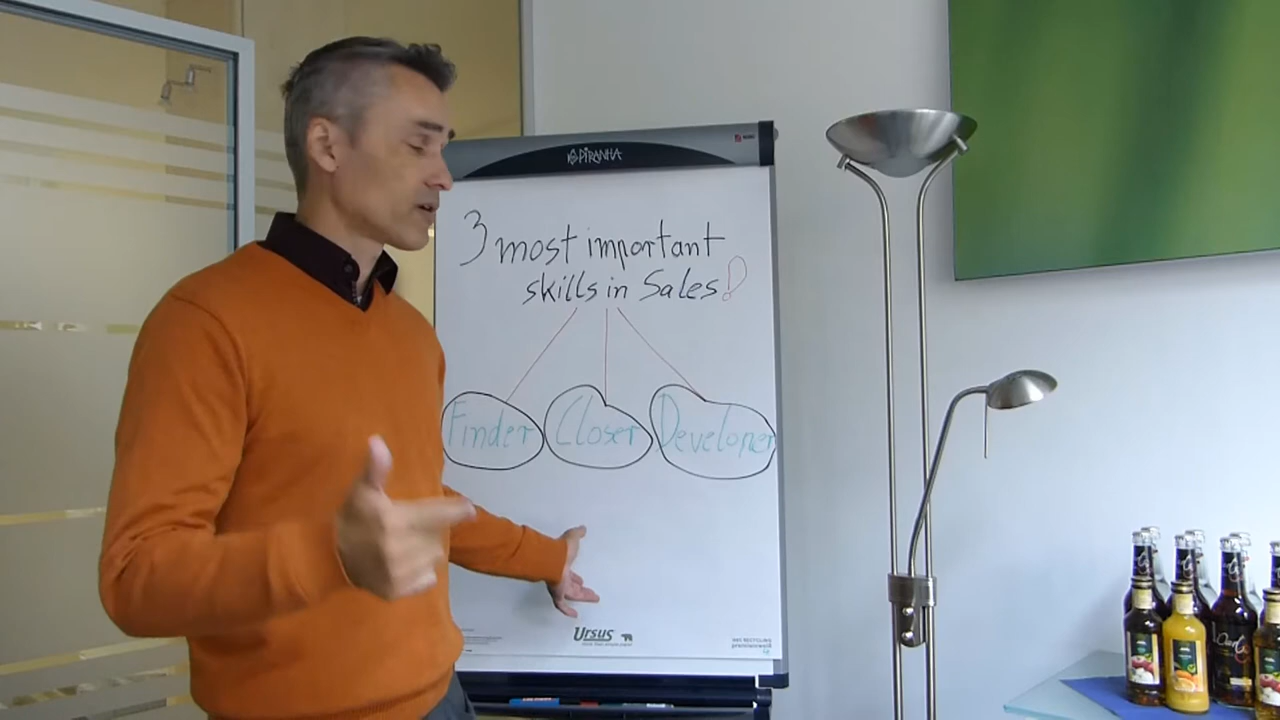 PIRANHA
3 most important
skills in Sales!
Finder Closer Developer
Ursus